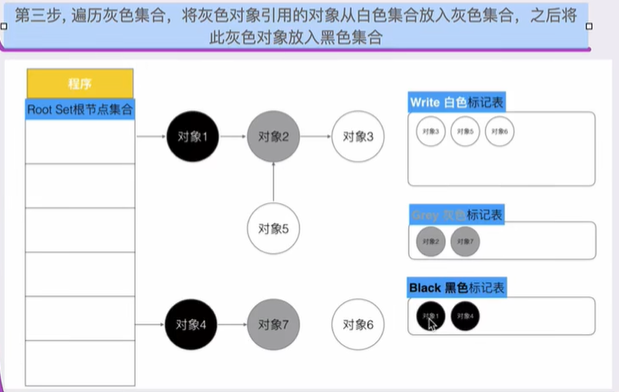 第三步, 遍历灰色集合，将灰色对象引用的对象从白色集合放入灰色集合，之后将
此灰色对象放入黑色集合
程序
Root Set根节点集合
对象1
对象2
对象3
对象5
对象4
对象7
对象6
Write 白色标记表
对象3
对象5
对象6
Grey 灰色标记表
对象2
对象7
Black 黑色标记表
对象1
对象4